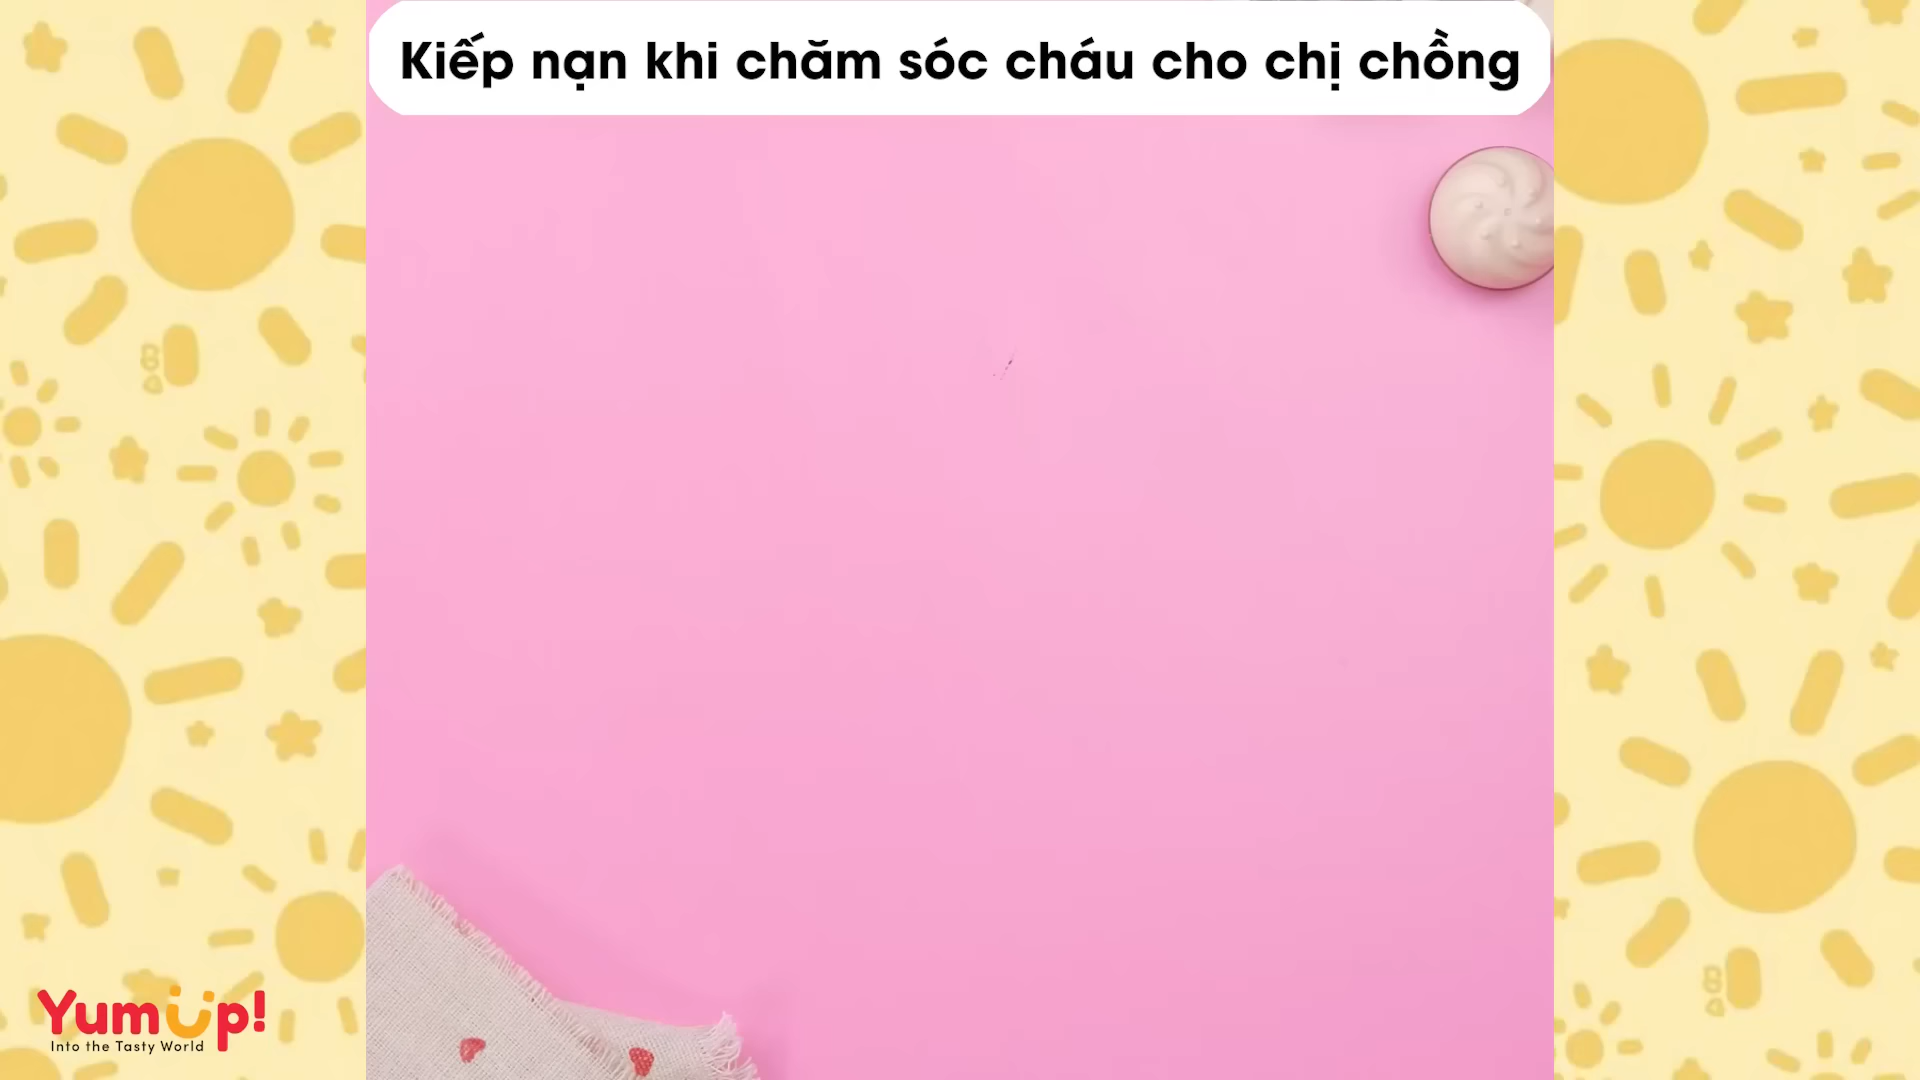 Kiếp nạn khi chăm sóc cháu cho chị chồng
YumUp!
Into the Tasty World